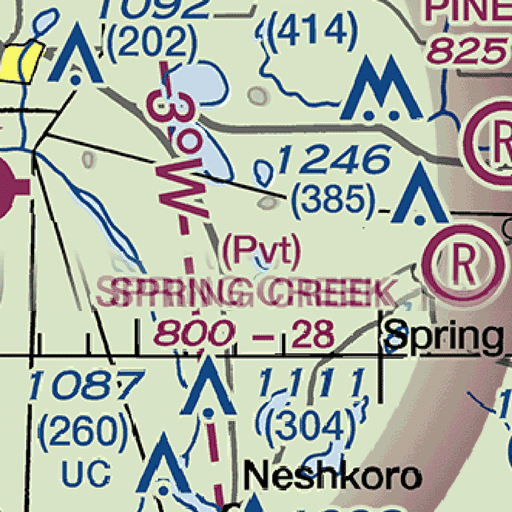 1092
(202)
(414)
PINE
825
3°W
1246
(385)
R
(Pvt)
R
SPRING CREEK
800 - 28
Spring
1087
(260)
UC
1111
(304)
Neshkoro